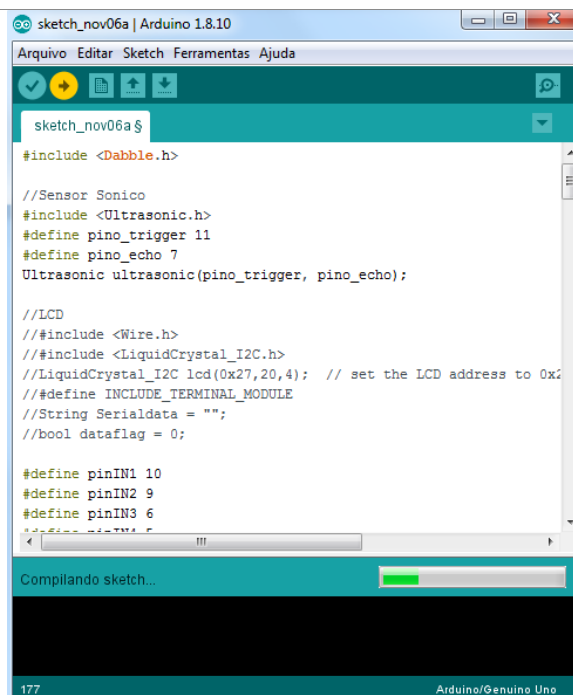 sketch_nov06a | Arduino 1.8.10
Arquivo Editar Sketch Ferramentas Ajuda
sketch_nov06a §
#include <Dabble.h>
//Sensor Sonico
#include <Ultrasonic.h>
#define pino_trigger 11
#define pino_echo 7
Ultrasonic ultrasonic(pino_trigger, pino_echo);
//LCD
//#include <Wire.h>
//#include <LiquidCrystal_I2C.h>
//LiquidCrystal_I2C lcd(0x27,20,4);  // set the LCD address to 0x2
//#define INCLUDE_TERMINAL_MODULE
//String Serialdata = "";
//bool dataflag = 0;
#define pinIN1 10
#define pinIN2 9
#define pinIN3 6
Compilando sketch...
177
Arduino/Genuino Uno